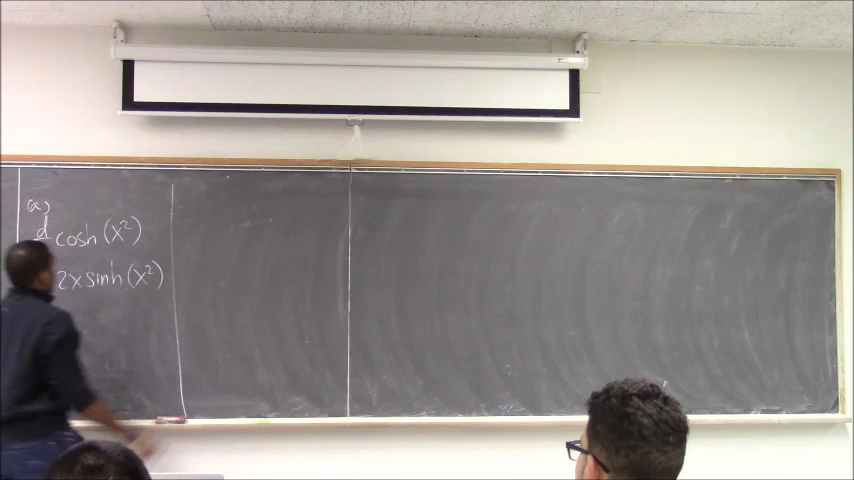 (a)
d cosh (x²)
2x sinh (x²)